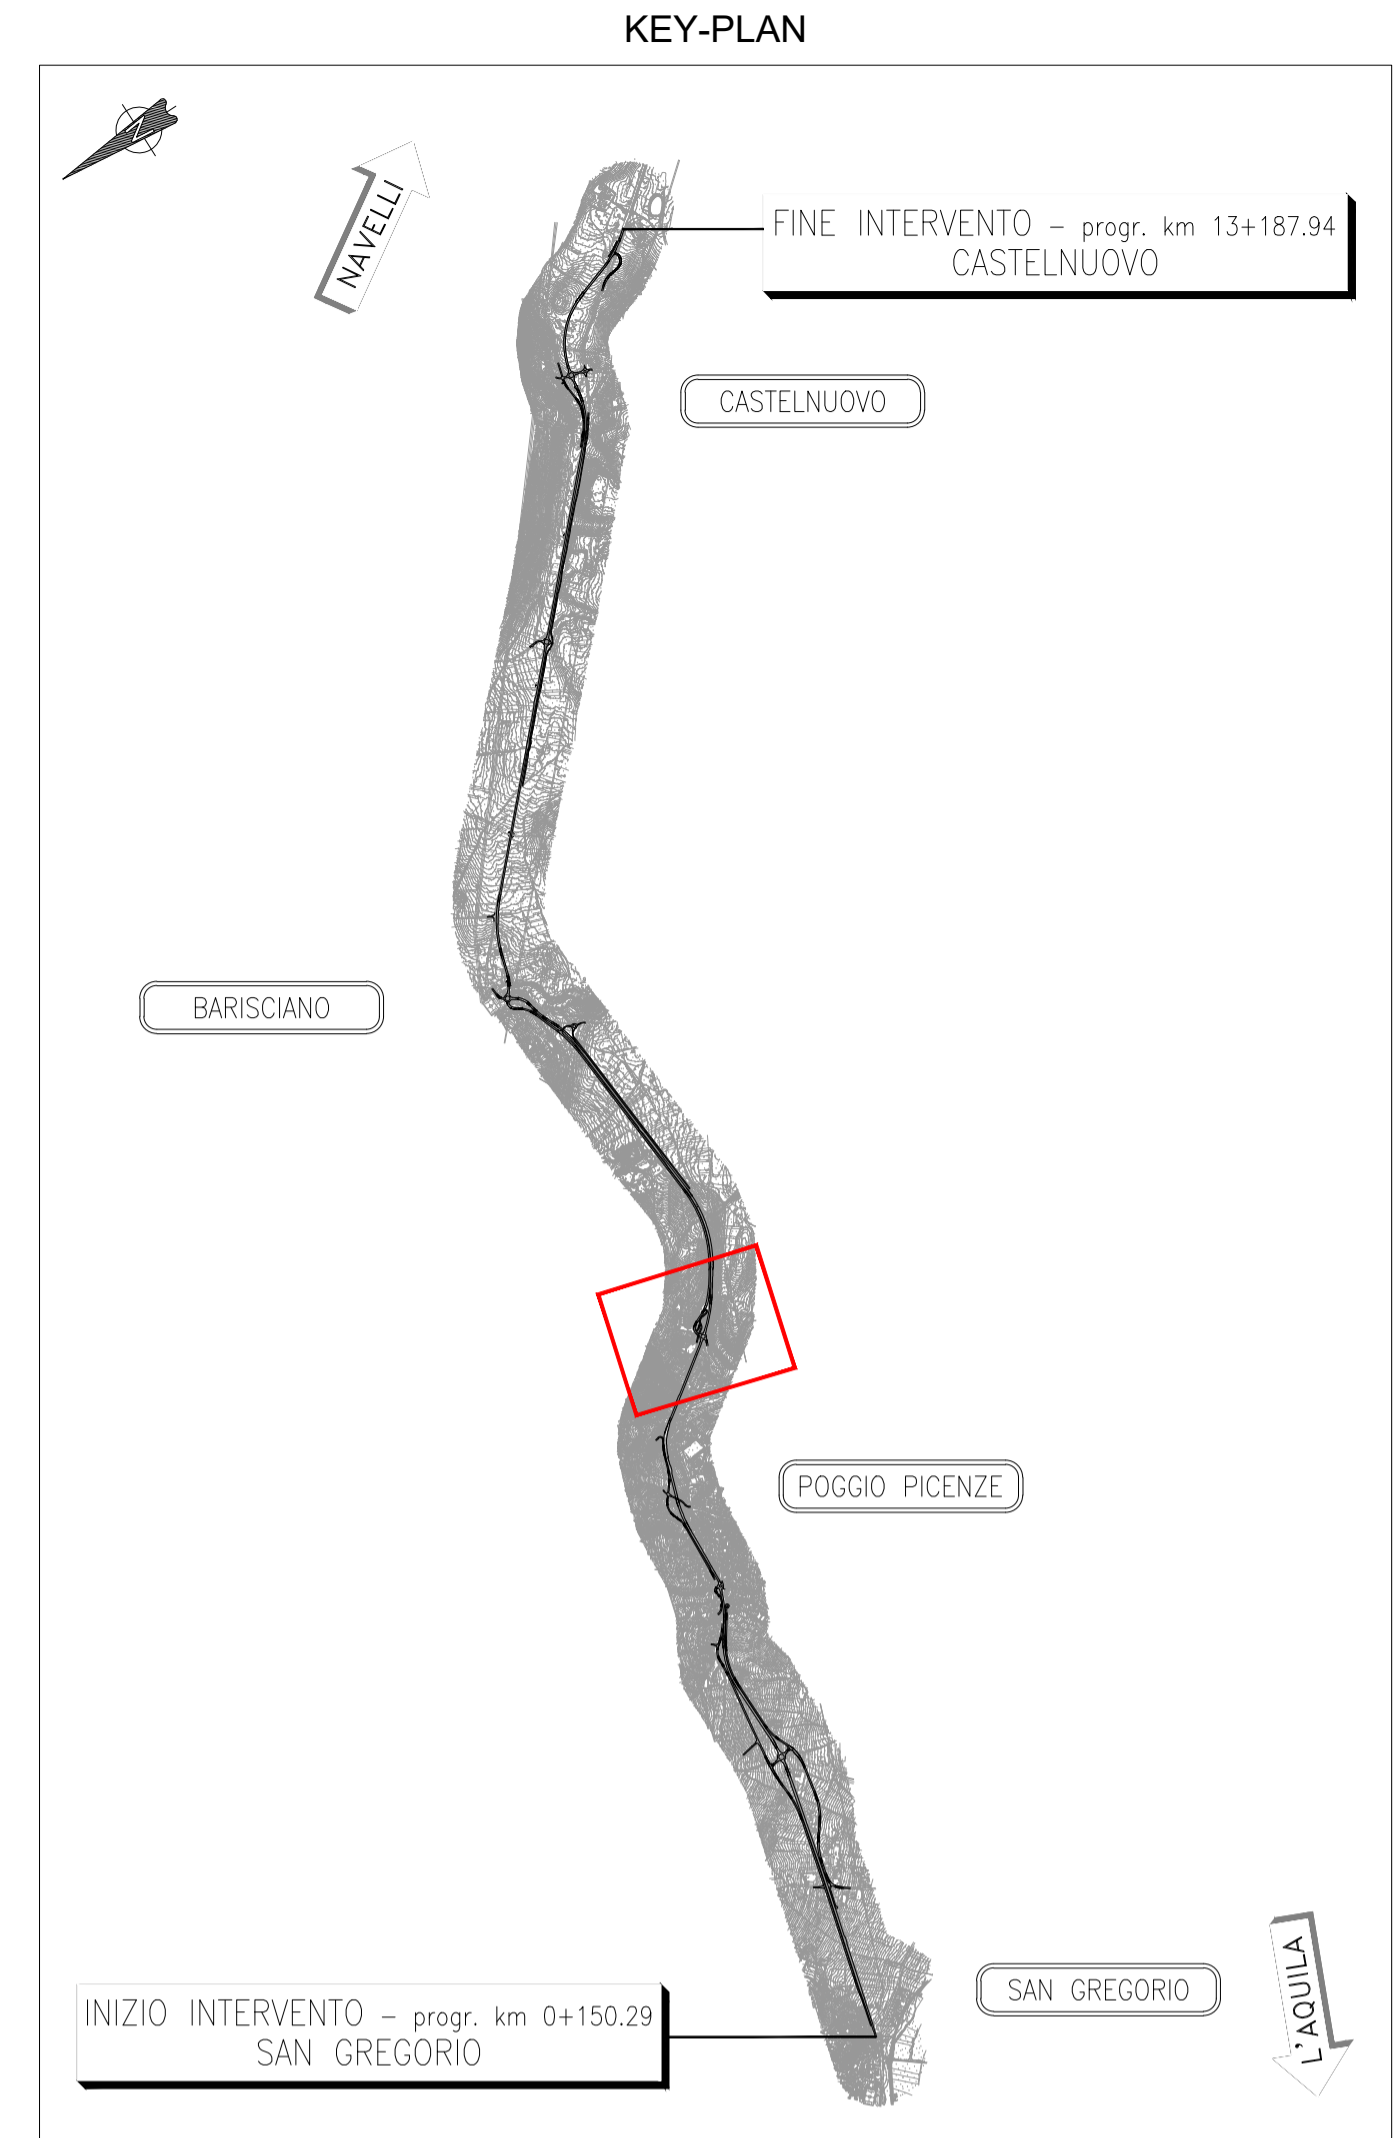 KEY-PLAN
NAVELLI
FINE INTERVENTO – progr. km 13+187.94
CASTELNUOVO
CASTELNUOVO
BARISCIANO
POGGIO PICENZE
SAN GREGORIO
L'AQUILA
INIZIO INTERVENTO – progr. km 0+150.29
SAN GREGORIO